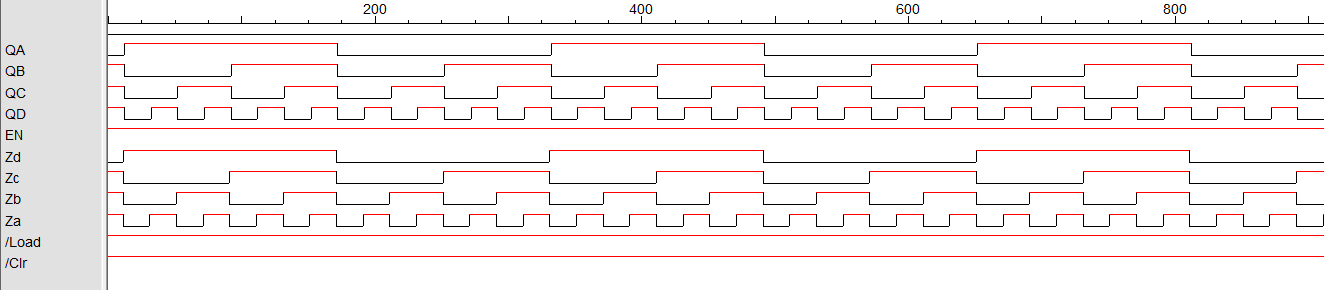 200 400 600 800
QA
QB
QC
QD
EN
Zd
Zc
Zb
Za
/Load
/Clr